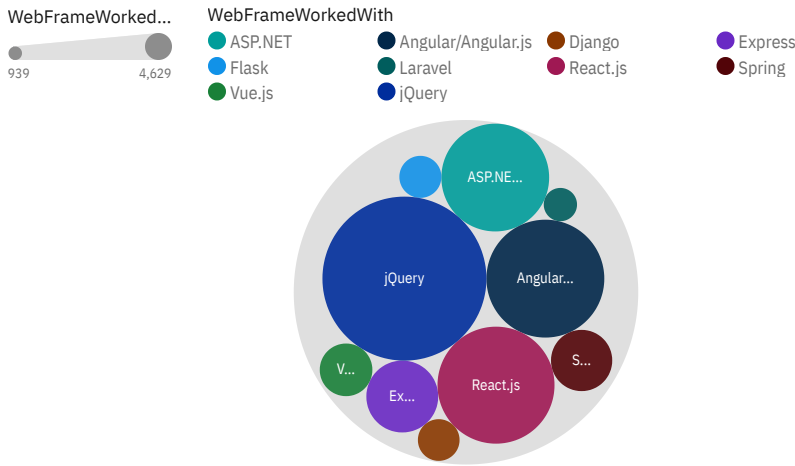 WebFrameWorked...
939
4,629
WebFrameWorkedWith
ASP.NET
Angular/Angular.js
Django
Express
Flask
Laravel
React.js
Spring
Vue.js
jQuery
ASP.NE...
jQuery
Angular...
V...
Ex...
React.js
S...